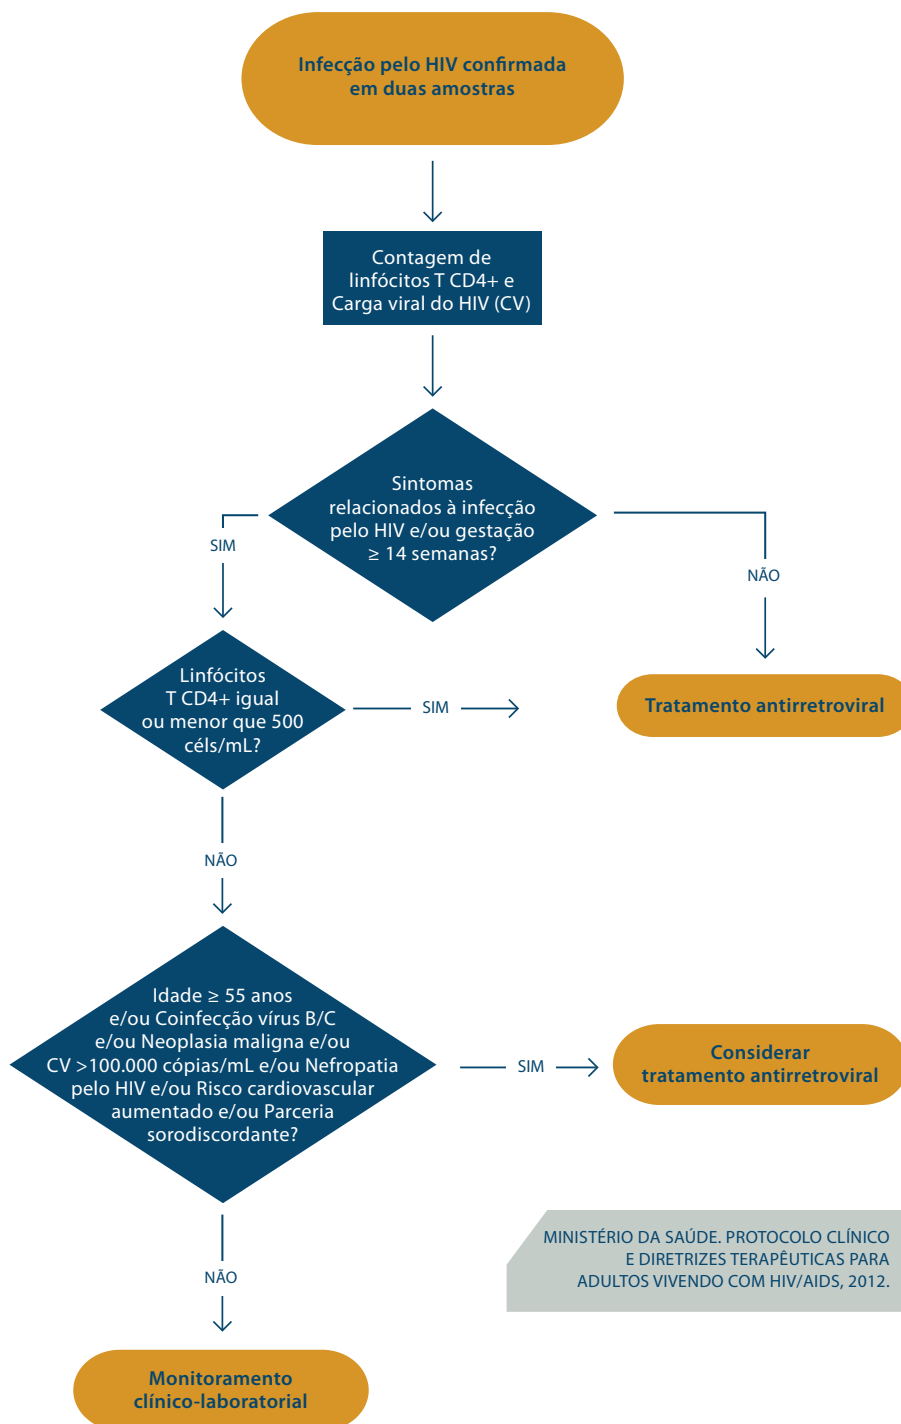 Infecção pelo HIV confirmada
em duas amostras
Contagem de
linfócitos T CD4+ e
Carga viral do HIV (CV)
Sintomas
relacionados à infecção
pelo HIV e/ou gestação
≥ 14 semanas?
SIM
NÃO
Linfócitos
T CD4+ igual
ou menor que 500
céls/mL?
SIM
Tratamento antirretroviral
NÃO
Idade ≥ 55 anos
e/ou Coinfecção vírus B/C
e/ou Neoplasia maligna e/ou
CV >100.000 cópias/mL e/ou Nefropatia
pelo HIV e/ou Risco cardiovascular
aumentado e/ou Parceria
sorodiscordante?
SIM
Considerar
tratamento antirretroviral
MINISTÉRIO DA SAÚDE. PROTOCOLO CLÍNICO
E DIRETRIZES TERAPÊUTICAS PARA
ADULTOS VIVENDO COM HIV/AIDS, 2012.
NÃO
Monitoramento
clínico-laboratorial